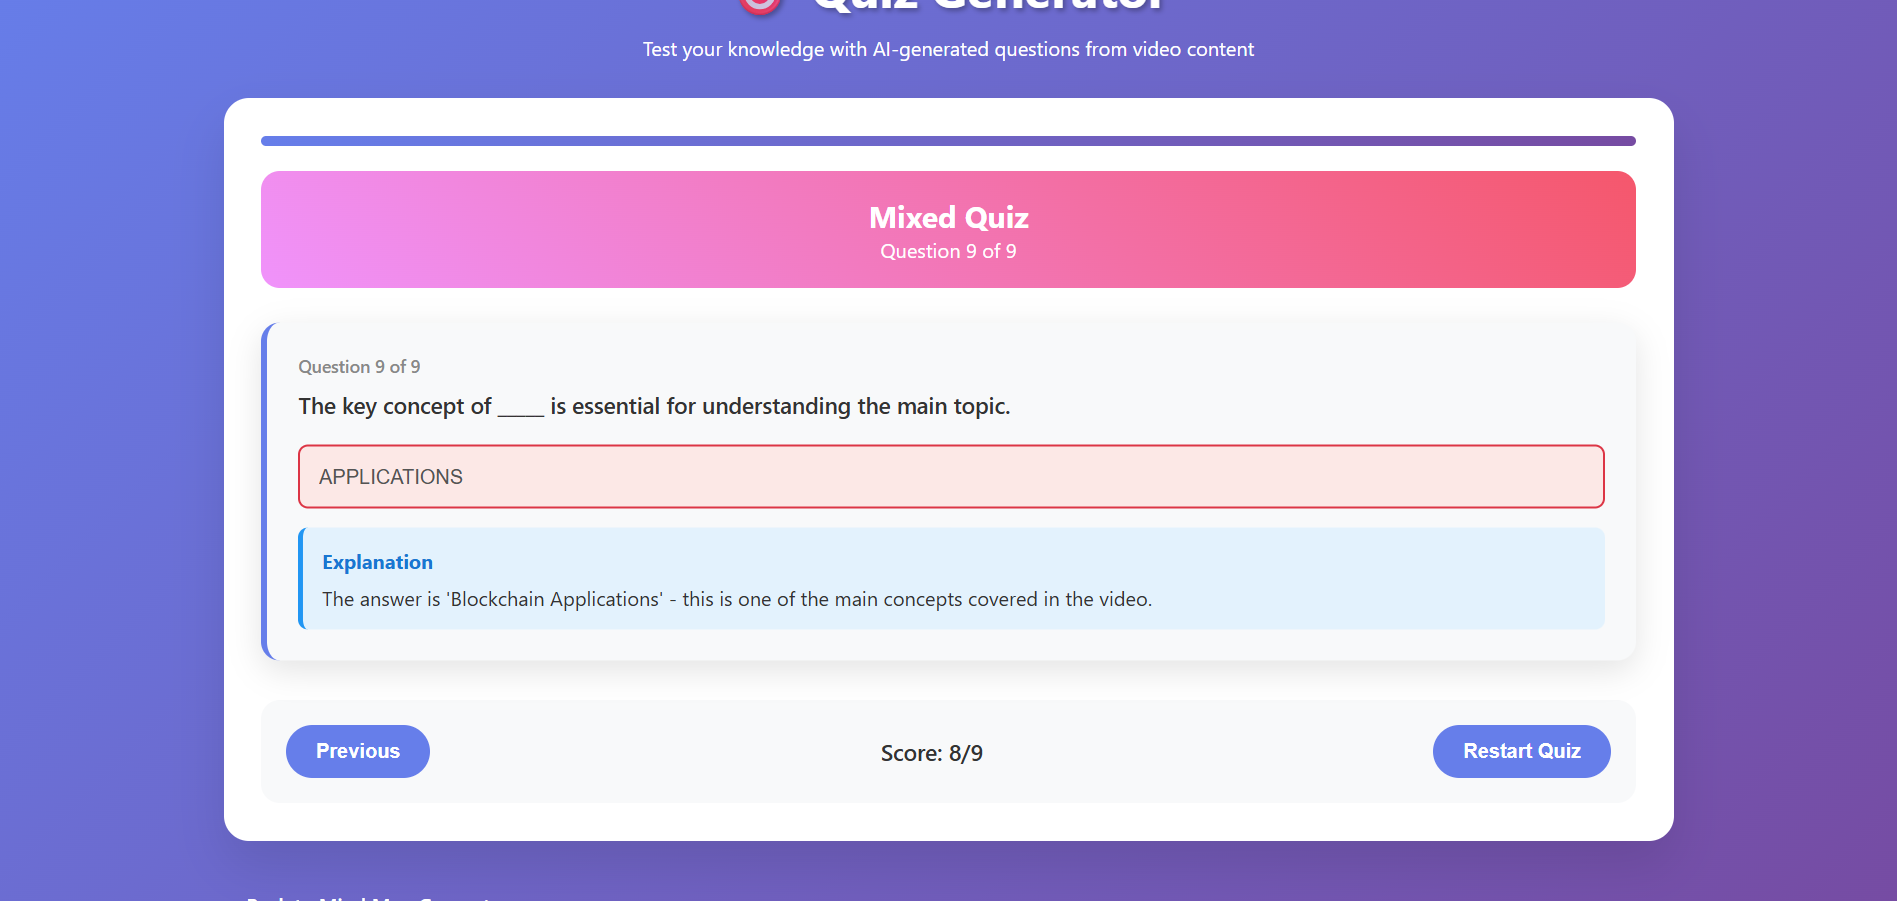 Quiz Generator
Test your knowledge with AI-generated questions from video content
Mixed Quiz
Question 9 of 9
Question 9 of 9
The key concept of _____ is essential for understanding the main topic.
APPLICATIONS
Explanation
The answer is 'Blockchain Applications' - this is one of the main concepts covered in the video.
Previous
Score: 8/9
Restart Quiz